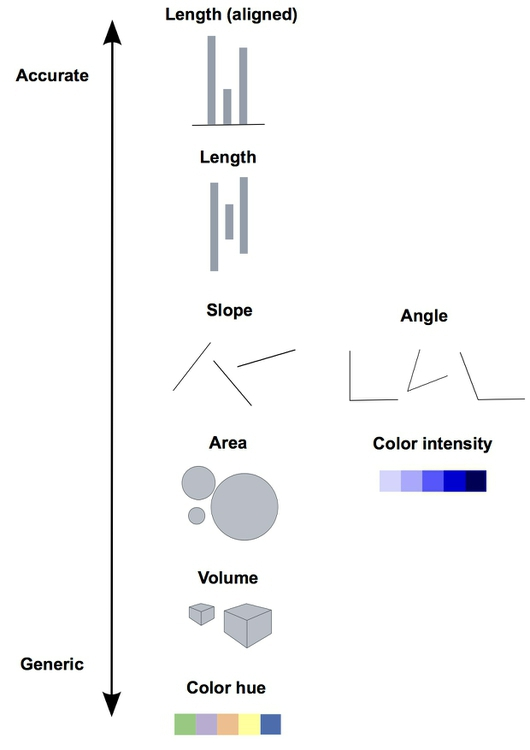 Length (aligned)
Accurate
Length
Slope
Angle
Area
Color intensity
Volume
Generic
Color hue